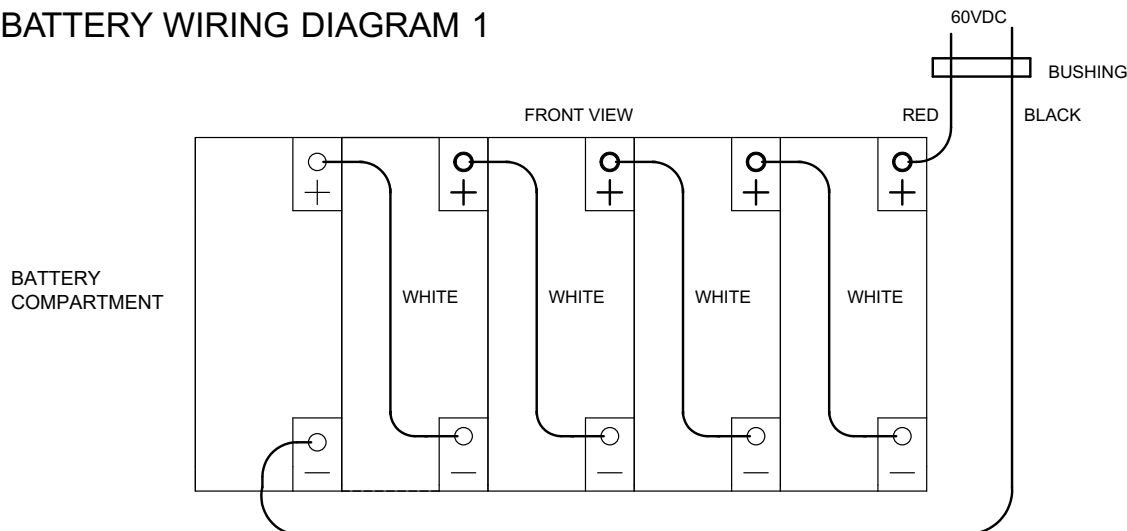 BATTERY WIRING DIAGRAM 1
60VDC
BUSHING
FRONT VIEW
RED
BLACK
+
+
+
+
+
BATTERY
COMPARTMENT
WHITE
WHITE
WHITE
WHITE
—
—
—
—
—